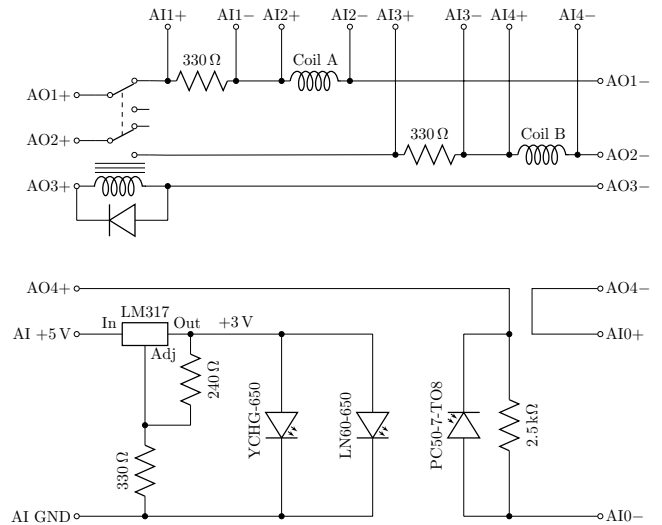 AI1+ AI1− AI2+ AI2− AI3+ AI3− AI4+ AI4−
330 Ω Coil A
AO1+ AO1−
AO2+ 330 Ω Coil B
AO2−
AO3+ AO3−
AO4+ AO4−
LM317
AI +5 V In Out +3 V AI0+
Adj
240 Ω
YCHG-650
LN60-650
PC50-7-TO8
2.5 kΩ
330 Ω
AI GND AI0−